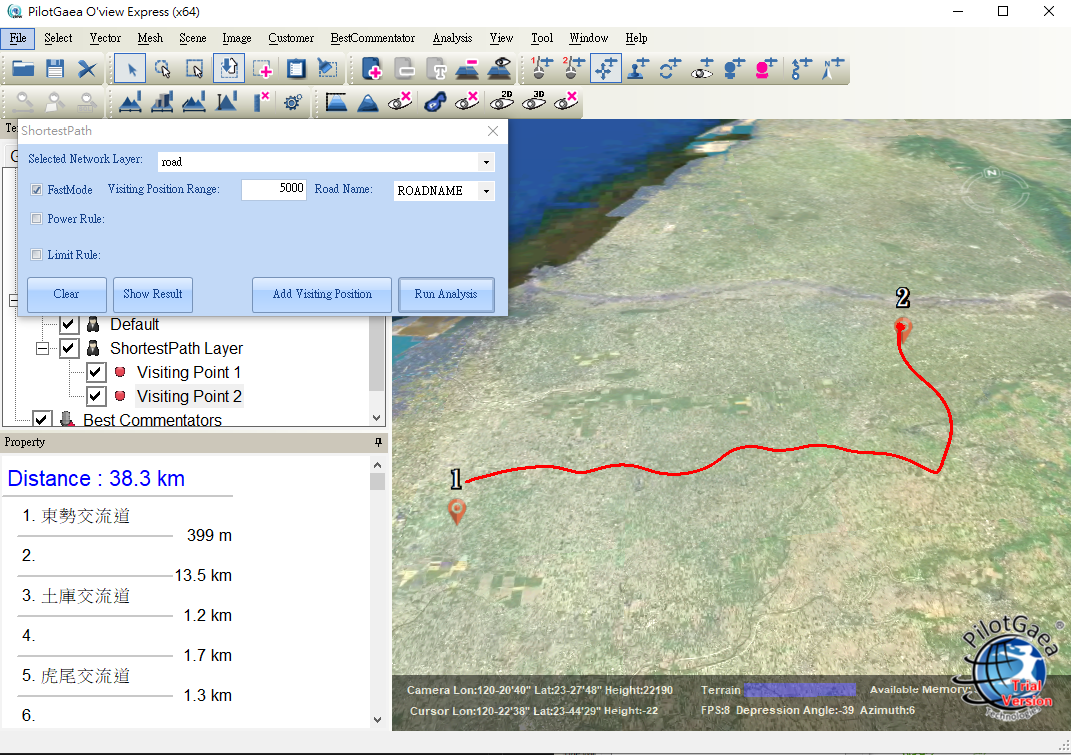 PilotGaea O'view Express (x64)
File Select Vector Mesh Scene Image Customer BestCommentator Analysis View Tool Window Help
1 2
2D 3D
Te
ShortestPath
Selected Network Layer: road
FastMode Visiting Position Range: 5000 Road Name: ROADNAME
Power Rule:
Limit Rule:
Clear Show Result Add Visiting Position Run Analysis
Default
ShortestPath Layer
Visiting Point 1
Visiting Point 2
Best Commentators
Property
Distance : 38.3 km
1. 東勢交流道
399 m
2.
13.5 km
3. 土庫交流道
1.2 km
4.
1.7 km
5. 虎尾交流道
1.3 km
6.
N
2
1
Camera Lon:120-20'40" Lat:23-27'48" Height:22190 Terrain Available Memory:
Cursor Lon:120-22'38" Lat:23-44'29" Height:-22 FPS:8 Depression Angle:-39 Azimuth:6
PilotGaea®
Trial
Version
Technologies